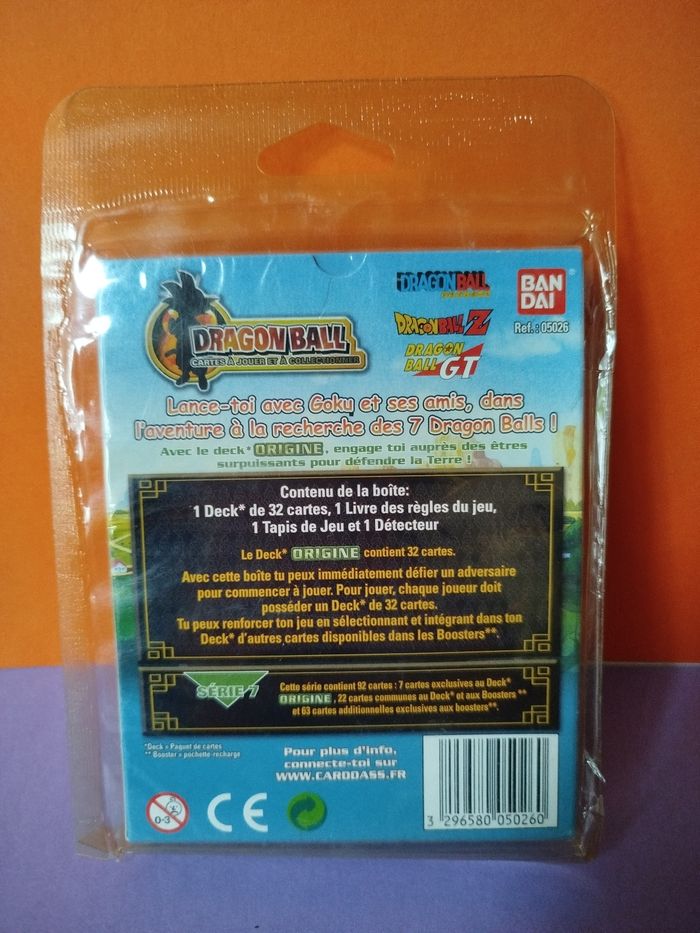 DRAGON BALL
CARTES À JOUER ET À COLLECTIONNER
DRAGON BALL
DRAGON BALL Z
DRAGON BALL GT
BAN
DAI
®
Ref. : 05026
Lance-toi avec Goku et ses amis, dans
l'aventure à la recherche des 7 Dragon Balls !
Avec le deck* ORIGINE, engage toi auprès des êtres
surpuissants pour défendre la Terre !
Contenu de la boîte:
1 Deck* de 32 cartes, 1 Livre des règles du jeu,
1 Tapis de Jeu et 1 Détecteur
Le Deck* ORIGINE contient 32 cartes.
Avec cette boîte tu peux immédiatement défier un adversaire
pour commencer à jouer. Pour jouer, chaque joueur doit
posséder un Deck* de 32 cartes.
Tu peux renforcer ton jeu en sélectionnant et intégrant dans ton
Deck* d'autres cartes disponibles dans les Boosters**.
SÉRIE 7
Cette série contient 92 cartes : 7 cartes exclusives au Deck*
ORIGINE, 22 cartes communes au Deck* et aux Boosters **
et 63 cartes additionnelles exclusives aux boosters**.
*Deck = Paquet de cartes
** Booster = pochette-recharge
Pour plus d'info,
connecte-toi sur
WWW.CARDDASS.FR
0-3
CE
3 296580 050260